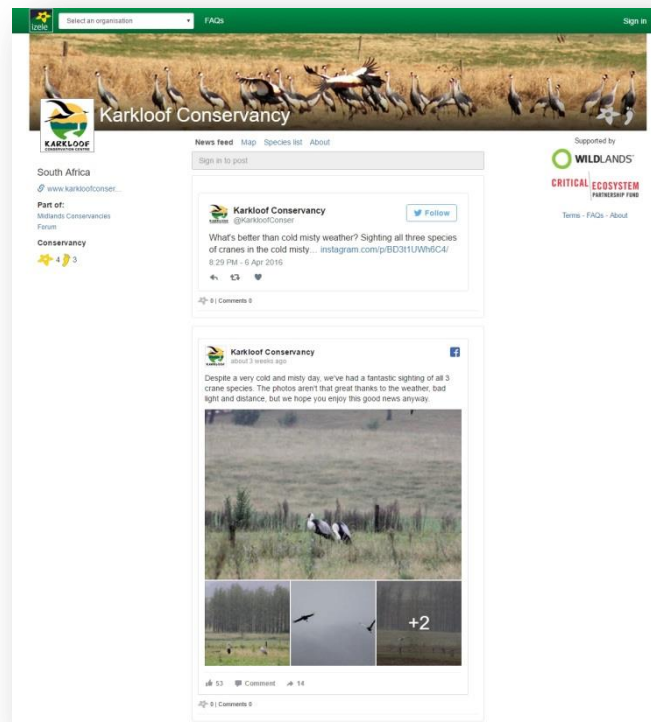 izele
Select an organisation
FAQs
Sign in
Karkloof Conservancy
KARKLOOF
CONSERVATION CENTRE
South Africa
www.karkloofconser...
Part of:
Midlands Conservancies
Forum
Conservancy
4 3
News feed Map Species list About
Sign in to post
Karkloof Conservancy
@KarkloofConser
Follow
What's better than cold misty weather? Sighting all three species
of cranes in the cold misty… instagram.com/p/BD3t1UWh6C4/
8:29 PM - 6 Apr 2016
0 | Comments 0
Karkloof Conservancy
about 3 weeks ago
Despite a very cold and misty day, we've had a fantastic sighting of all 3
crane species. The photos aren't that great thanks to the weather, bad
light and distance, but we hope you enjoy this good news anyway.
+2
53 Comment 14
0 | Comments 0
Supported by
WILDLANDS
CRITICAL ECOSYSTEM
PARTNERSHIP FUND
Terms - FAQs - About